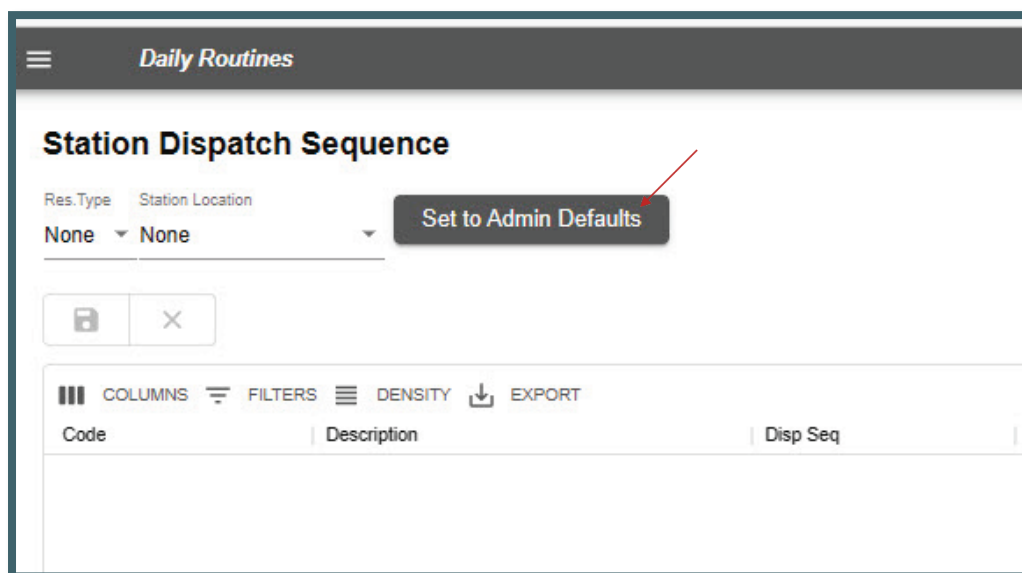 Daily Routines
Station Dispatch Sequence
Res.Type Station Location
None None
Set to Admin Defaults
COLUMNS FILTERS DENSITY EXPORT
Code Description Disp Seq